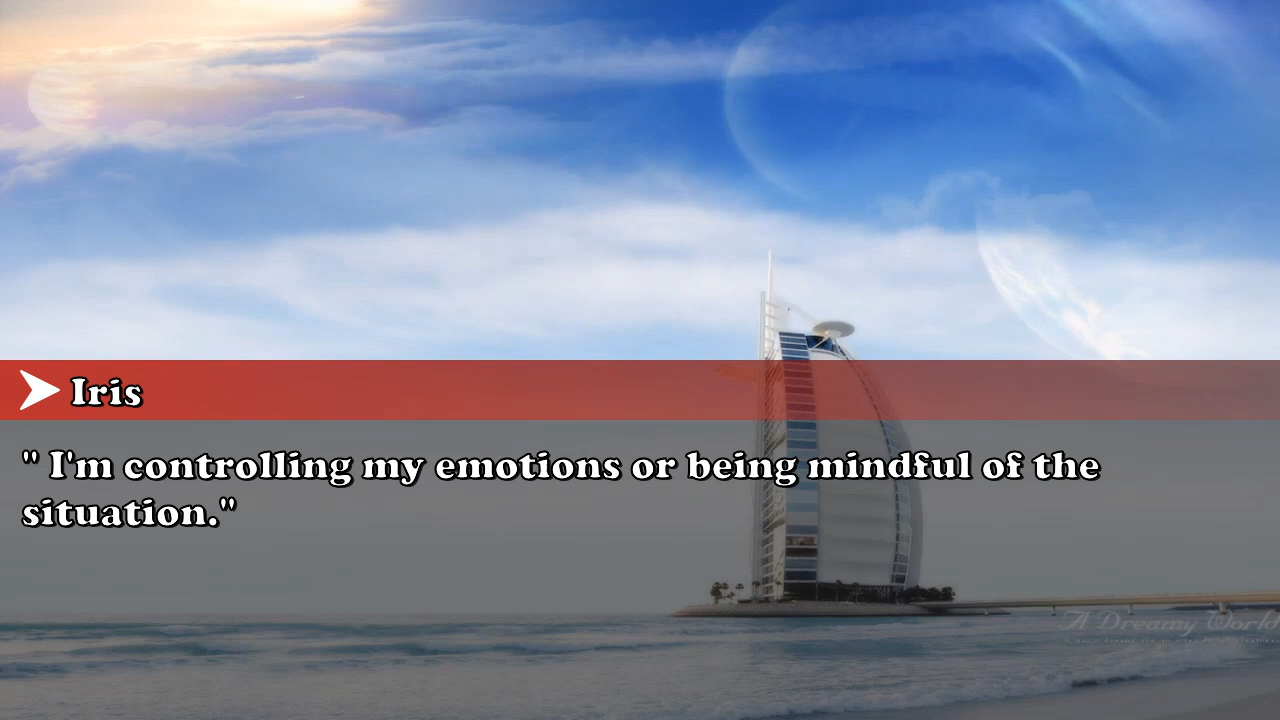 Iris
" I'm controlling my emotions or being mindful of the
situation."
A Dreamy World